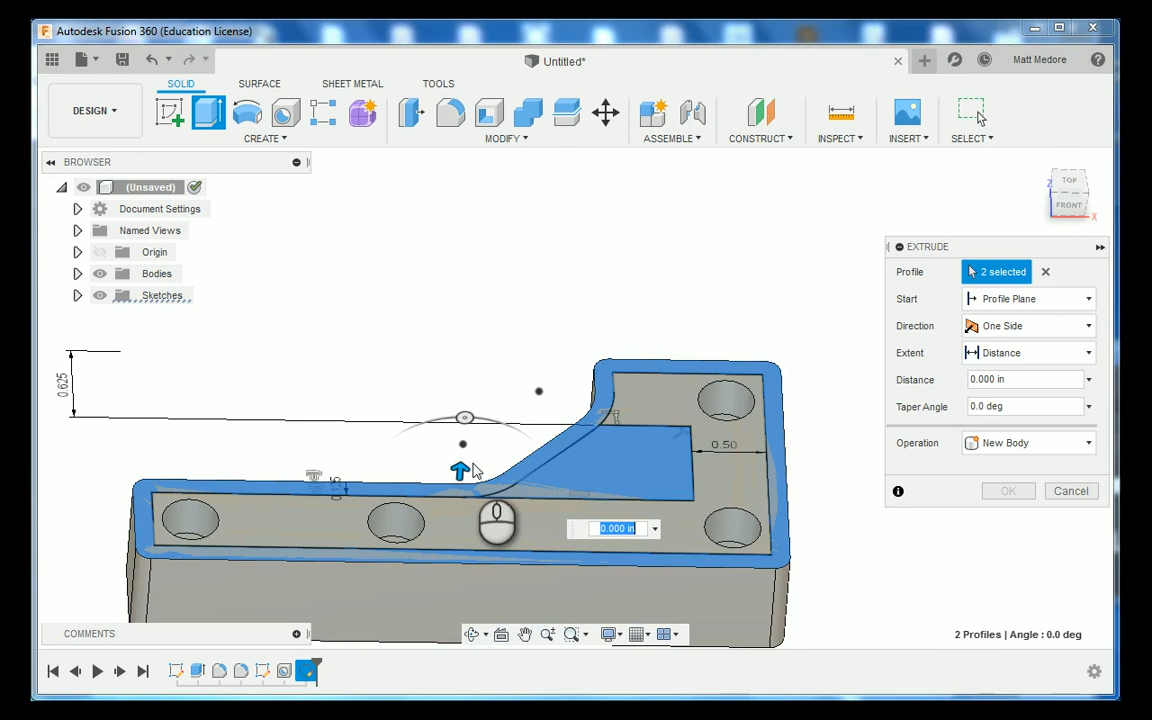 Autodesk Fusion 360 (Education License)
Untitled*
Matt Medore
SOLID SURFACE SHEET METAL TOOLS
DESIGN
CREATE MODIFY ASSEMBLE CONSTRUCT INSPECT INSERT SELECT
BROWSER
(Unsaved)
Document Settings
Named Views
Origin
Bodies
Sketches
TOP
FRONT
Z
X
EXTRUDE
Profile 2 selected
Start Profile Plane
Direction One Side
Extent Distance
Distance 0.000 in
Taper Angle 0.0 deg
Operation New Body
OK Cancel
0.625
0.50
0.125
0.000 in
COMMENTS
2 Profiles | Angle : 0.0 deg